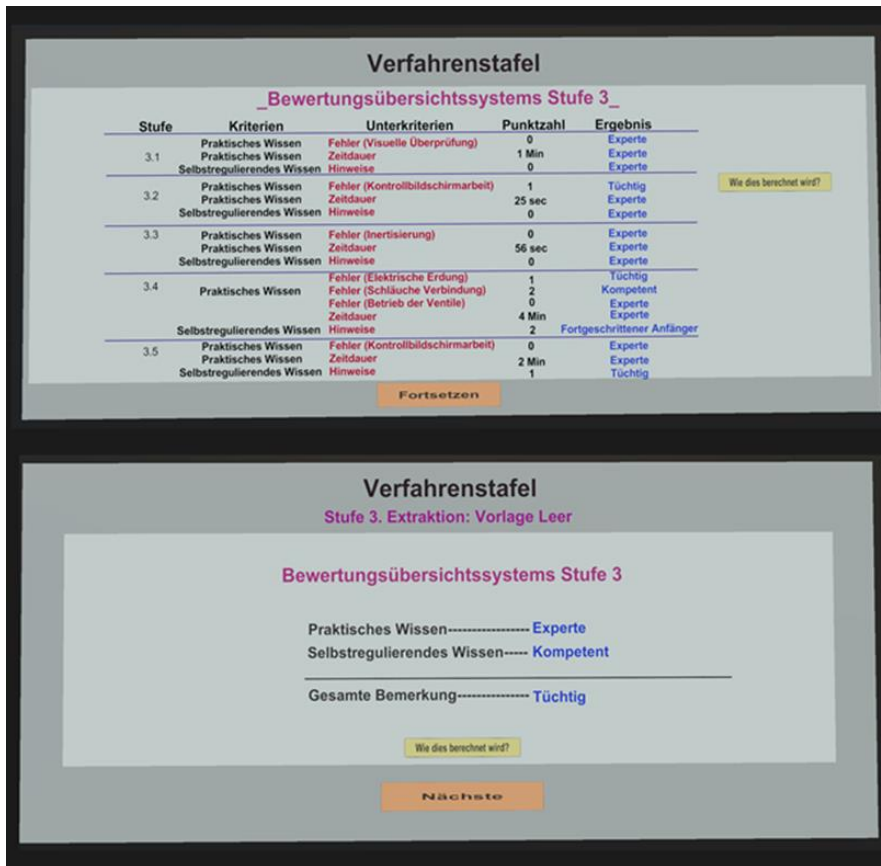 Verfahrenstafel
_Bewertungsübersichtssystems Stufe 3_
Stufe Kriterien Unterkriterien Punktzahl Ergebnis
Praktisches Wissen Fehler (Visuelle Überprüfung) 0 Experte
3.1 Praktisches Wissen Zeitdauer 1 Min Experte
Selbstregulierendes Wissen Hinweise 0 Experte
Wie dies berechnet wird?
Praktisches Wissen Fehler (Kontrollbildschirmarbeit) 1 Tüchtig
3.2 Praktisches Wissen Zeitdauer 25 sec Experte
Selbstregulierendes Wissen Hinweise 0 Experte
3.3 Praktisches Wissen Fehler (Inertisierung) 0 Experte
Praktisches Wissen Zeitdauer 56 sec Experte
Selbstregulierendes Wissen Hinweise 0 Experte
Fehler (Elektrische Erdung) 1 Tüchtig
3.4 Praktisches Wissen Fehler (Schläuche Verbindung) 2 Kompetent
Fehler (Betrieb der Ventile) 0 Experte
Zeitdauer 4 Min Experte
Selbstregulierendes Wissen Hinweise 2 Fortgeschrittener Anfänger
3.5 Praktisches Wissen Fehler (Kontrollbildschirmarbeit) 0 Experte
Praktisches Wissen Zeitdauer 2 Min Experte
Selbstregulierendes Wissen Hinweise 1 Tüchtig
Fortsetzen
Verfahrenstafel
Stufe 3. Extraktion: Vorlage Leer
Bewertungsübersichtssystems Stufe 3
Praktisches Wissen----------------- Experte
Selbstregulierendes Wissen----- Kompetent
Gesamte Bemerkung--------------- Tüchtig
Wie dies berechnet wird?
Nächste